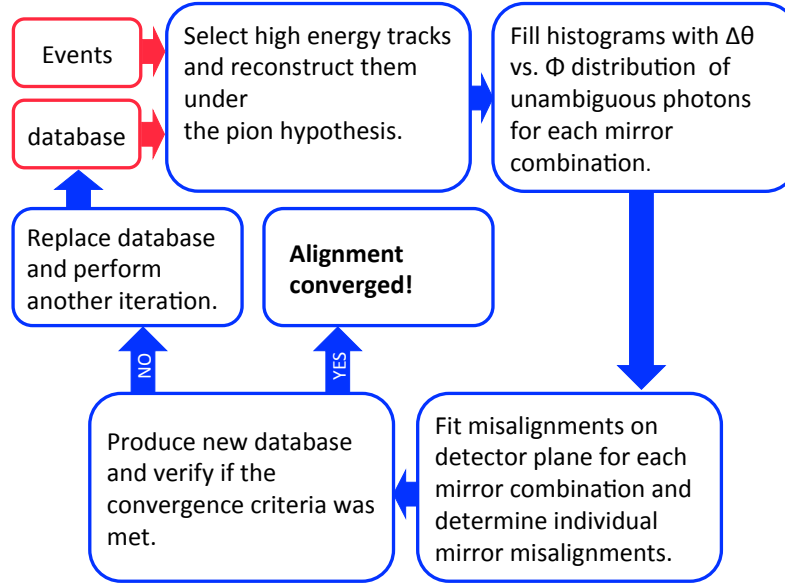 Events
database
Select high energy tracks
and reconstruct them
under
the pion hypothesis.
Fill histograms with Δθ
vs. Φ distribution of
unambiguous photons
for each mirror
combination.
Replace database
and perform
another iteration.
Alignment
converged!
NO
YES
Produce new database
and verify if the
convergence criteria was
met.
Fit misalignments on
detector plane for each
mirror combination and
determine individual
mirror misalignments.